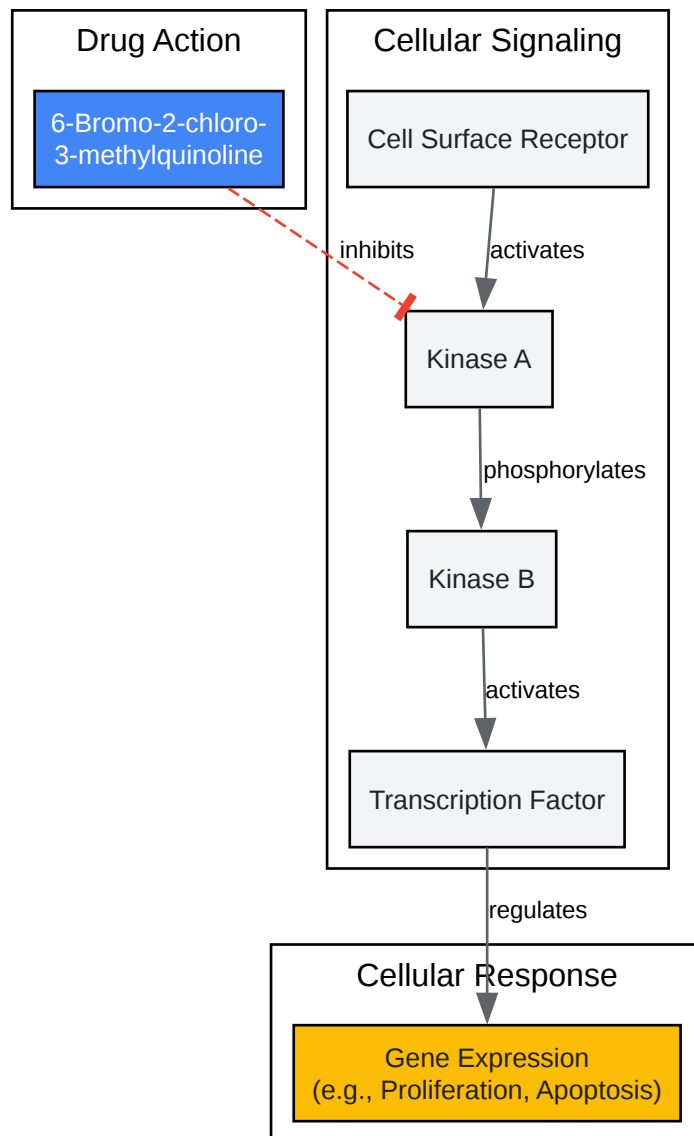 Drug Action
6-Bromo-2-chloro-
3-methylquinoline
Cellular Signaling
Cell Surface Receptor
inhibits
activates
Kinase A
phosphorylates
Kinase B
activates
Transcription Factor
regulates
Cellular Response
Gene Expression
(e.g., Proliferation, Apoptosis)